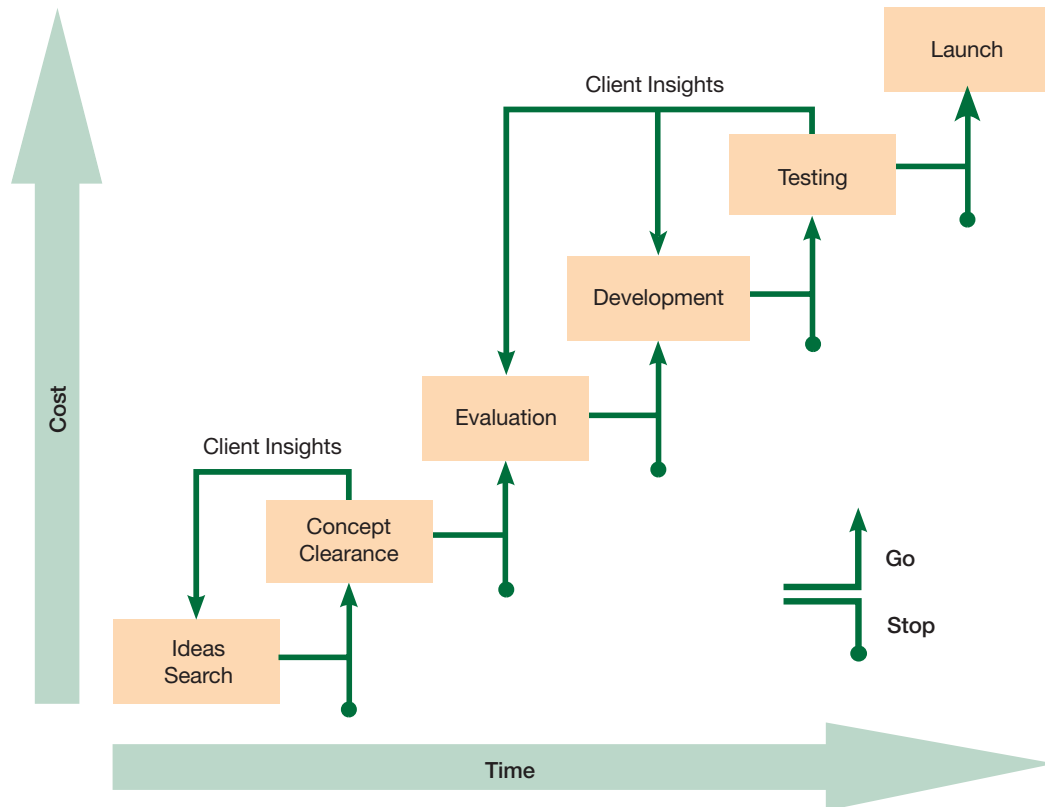 Launch
Client Insights
Testing
Development
Cost
Evaluation
Client Insights
Concept
Clearance
Go
Stop
Ideas
Search
Time